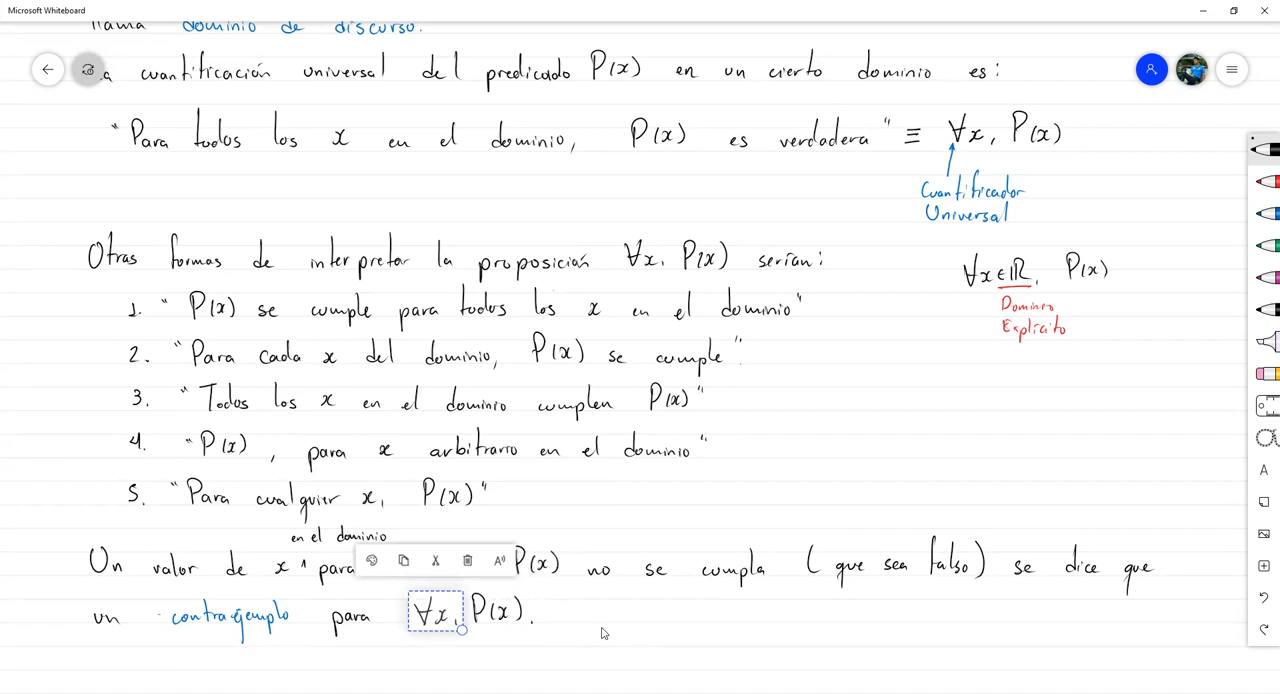 Microsoft Whiteboard
llama dominio de discurso.
a cuantificación universal del predicado P(x) en un cierto dominio es:
"Para todos los x en el dominio, P(x) es verdadera" ≡ ∀x, P(x)
Cuantificador
Universal
Otras formas de interpretar la proposición ∀x, P(x) serían:
∀x ∈ ℝ, P(x)
Dominio
Explícito
1. "P(x) se cumple para todos los x en el dominio"
2. "Para cada x del dominio, P(x) se cumple"
3. "Todos los x en el dominio cumplen P(x)"
4. "P(x), para x arbitrario en el dominio"
5. "Para cualquier x, P(x)"
en el dominio
Un valor de x ^ para P(x) no se cumpla (que sea falso) se dice que
un contraejemplo para ∀x, P(x).